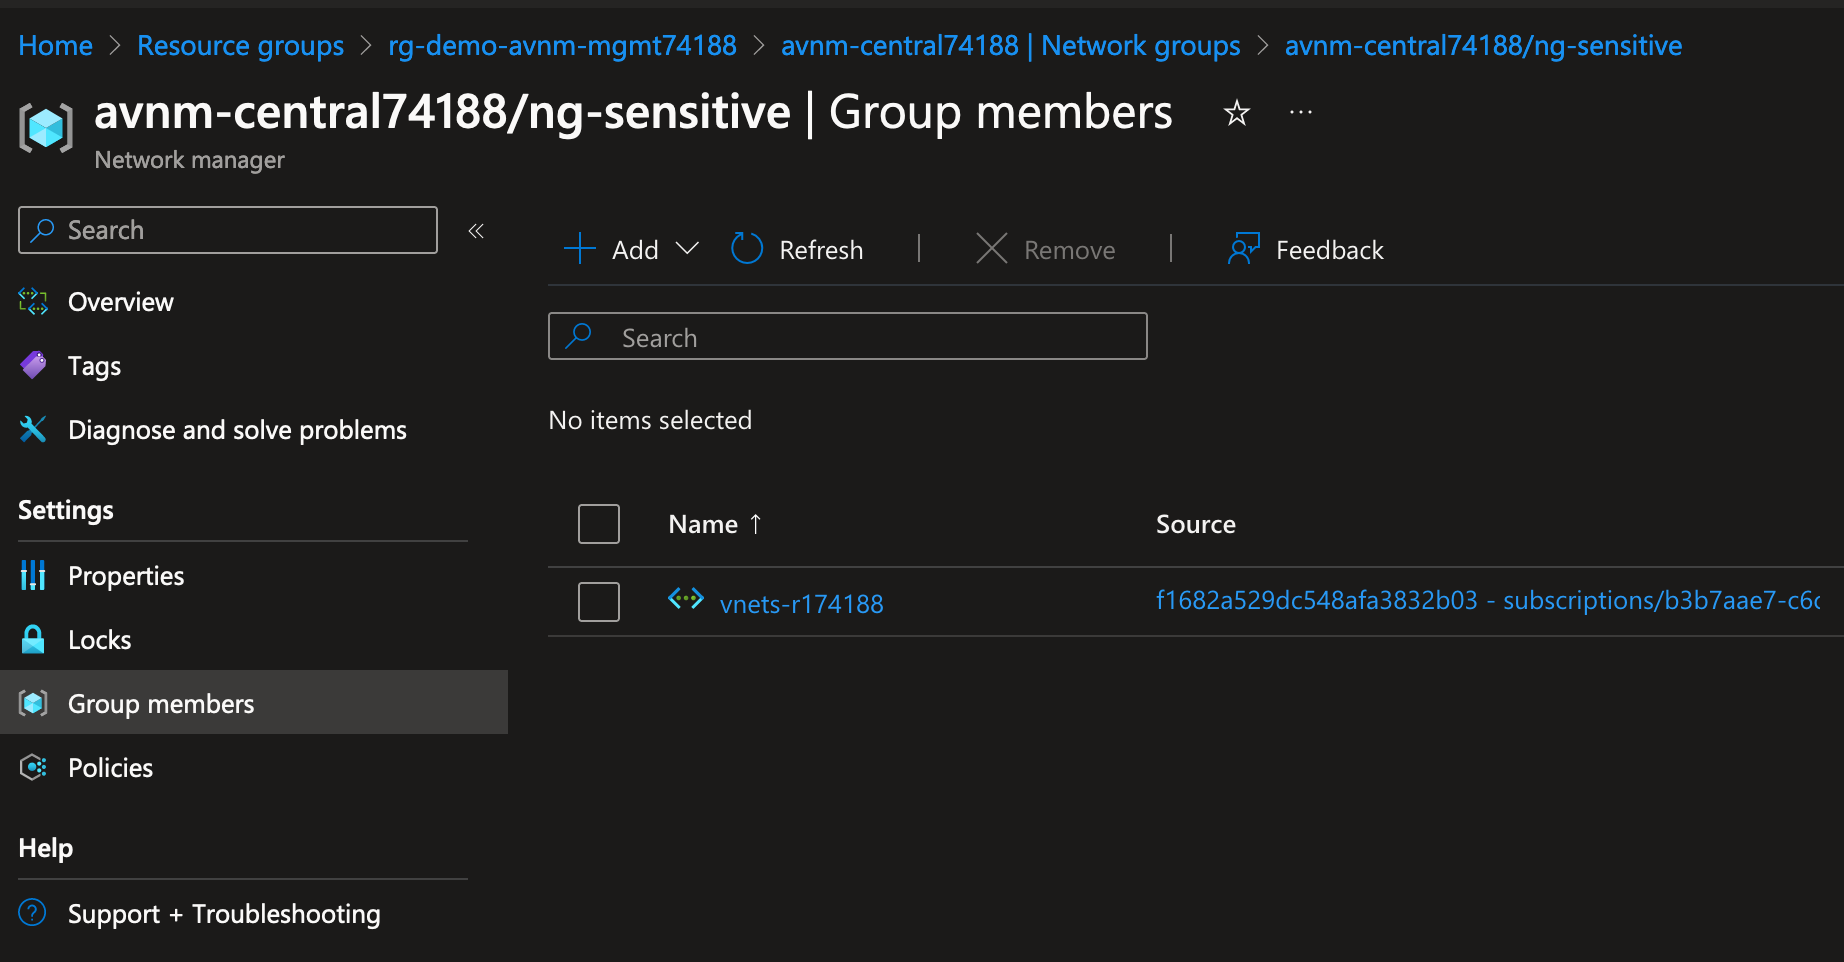 Home > Resource groups > rg-demo-avnm-mgmt74188 > avnm-central74188 | Network groups > avnm-central74188/ng-sensitive
avnm-central74188/ng-sensitive | Group members
Network manager
Search
Overview
Tags
Diagnose and solve problems
Settings
Properties
Locks
Group members
Policies
Help
Support + Troubleshooting
Add
Refresh
Remove
Feedback
Search
No items selected
Name ↑ Source
vnets-r174188 f1682a529dc548afa3832b03 - subscriptions/b3b7aae7-c6c